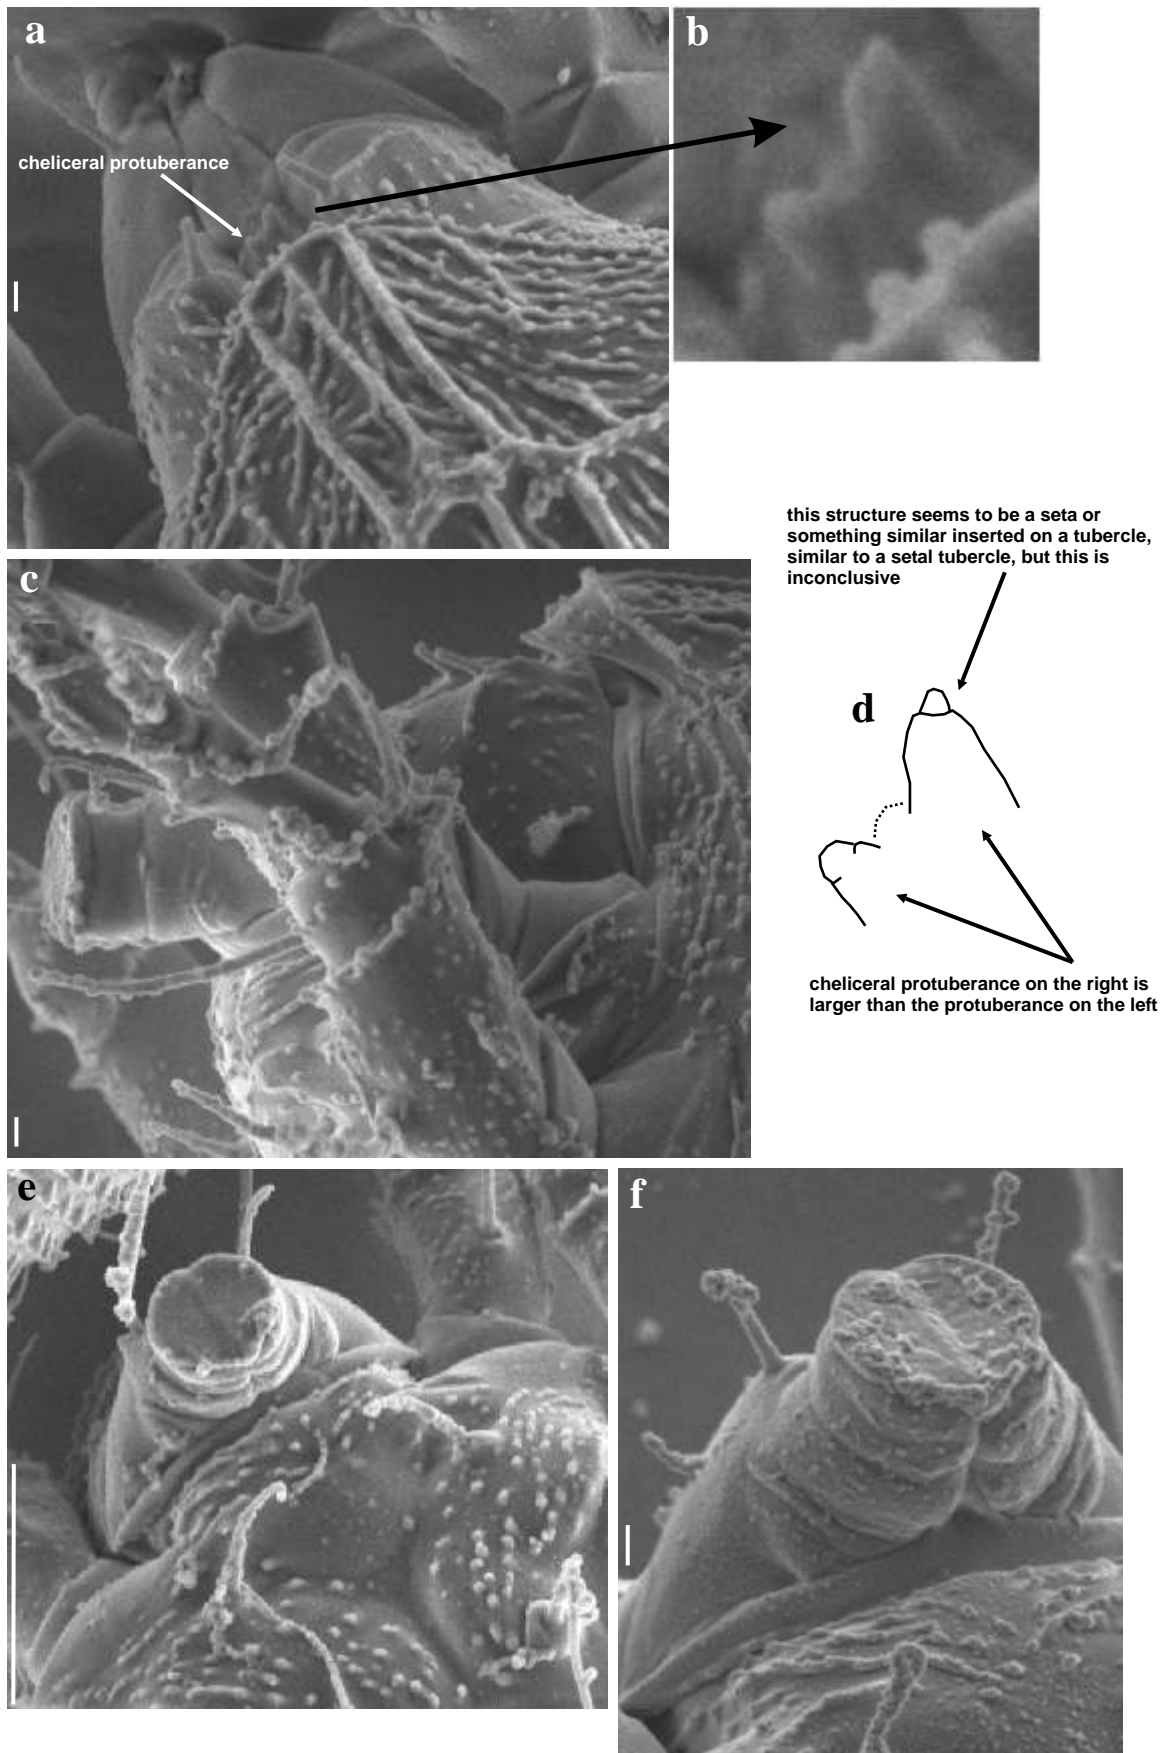 a
b
cheliceral protuberance
this structure seems to be a seta or
something similar inserted on a tubercle,
similar to a setal tubercle, but this is
inconclusive
c
d
cheliceral protuberance on the right is
larger than the protuberance on the left
e
f